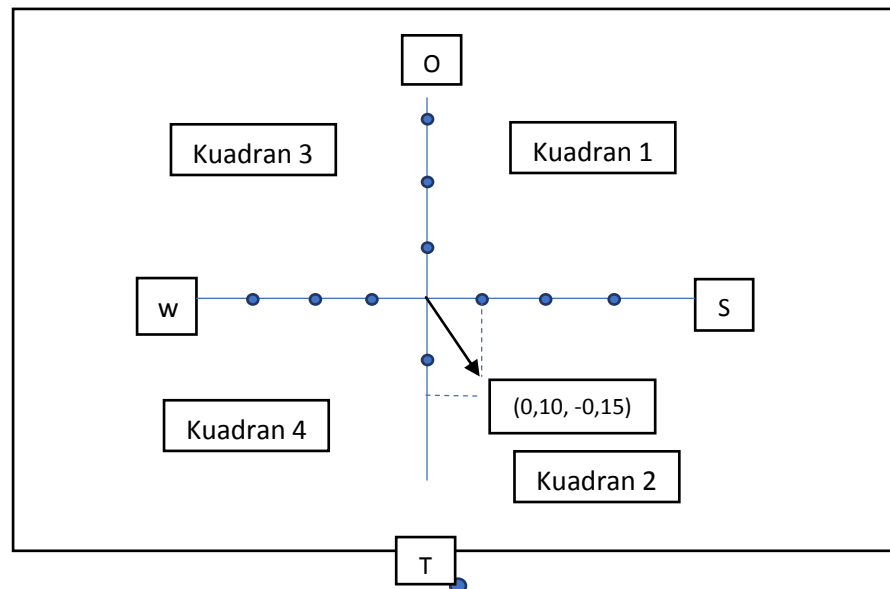 O
Kuadran 3
Kuadran 1
W
S
(0,10, -0,15)
Kuadran 4
Kuadran 2
T